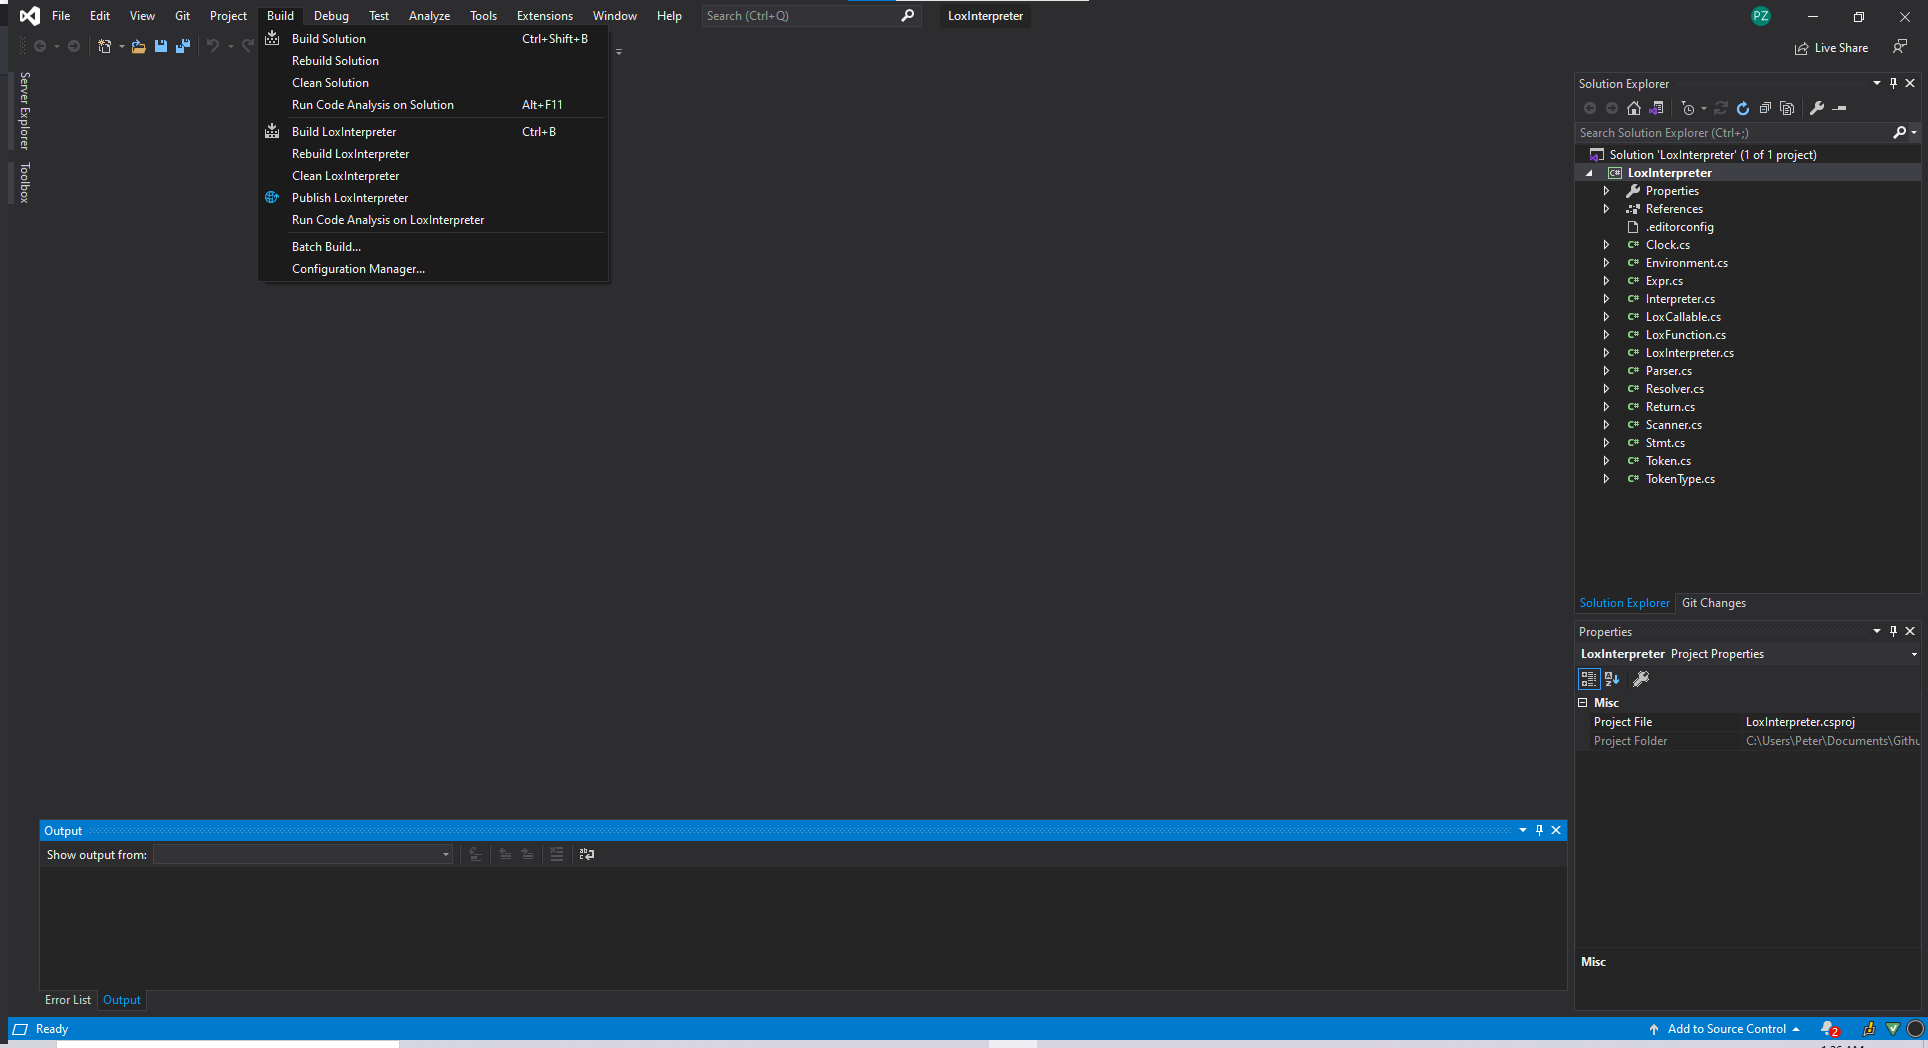 File Edit View Git Project Build Debug Test Analyze Tools Extensions Window Help Search (Ctrl+Q) LoxInterpreter PZ
Live Share
Server Explorer
Toolbox
Build Solution Ctrl+Shift+B
Rebuild Solution
Clean Solution
Run Code Analysis on Solution Alt+F11
Build LoxInterpreter Ctrl+B
Rebuild LoxInterpreter
Clean LoxInterpreter
Publish LoxInterpreter
Run Code Analysis on LoxInterpreter
Batch Build...
Configuration Manager...
Solution Explorer
Search Solution Explorer (Ctrl+;)
Solution 'LoxInterpreter' (1 of 1 project)
C# LoxInterpreter
Properties
References
.editorconfig
C# Clock.cs
C# Environment.cs
C# Expr.cs
C# Interpreter.cs
C# LoxCallable.cs
C# LoxFunction.cs
C# LoxInterpreter.cs
C# Parser.cs
C# Resolver.cs
C# Return.cs
C# Scanner.cs
C# Stmt.cs
C# Token.cs
C# TokenType.cs
Solution Explorer Git Changes
Properties
LoxInterpreter Project Properties
Misc
Project File LoxInterpreter.csproj
Project Folder C:\Users\Peter\Documents\Githu
Misc
Output
Show output from:
Error List Output
Ready Add to Source Control 2